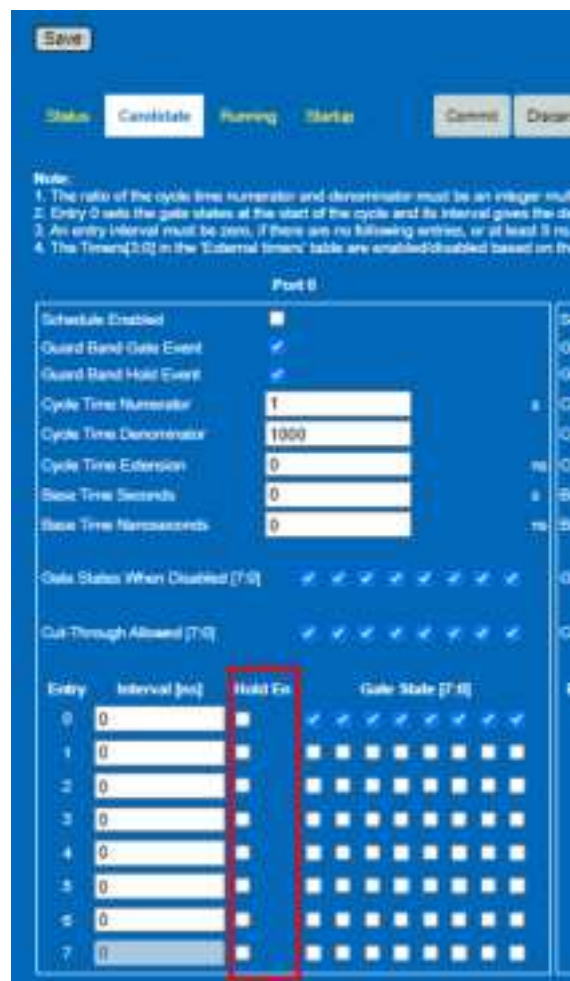 Save
Status Candidate Running Startup Commit
Note:
1. The ratio of the cycle time numerator and denominator must be an integer
2. Entry 0 sets the gate states at the start of the cycle and its interval gives the
3. An entry interval must be zero, if there are no following entries, or at least
4. The Timers[3:0] in the 'External timers' table are enabled/disabled based on
Port 0
Schedule Enabled
Guard Band Gate Event
Guard Band Hold Event
Cycle Time Numerator 1 s
Cycle Time Denominator 1000
Cycle Time Extension 0 ns
Base Time Seconds 0 s
Base Time Nanoseconds 0 ns
Gate States When Disabled [7:0]
Cut-Through Allowed [7:0]
Entry Interval [ns] Hold En Gate State [7:0]
0 0
1 0
2 0
3 0
4 0
5 0
6 0
7 0